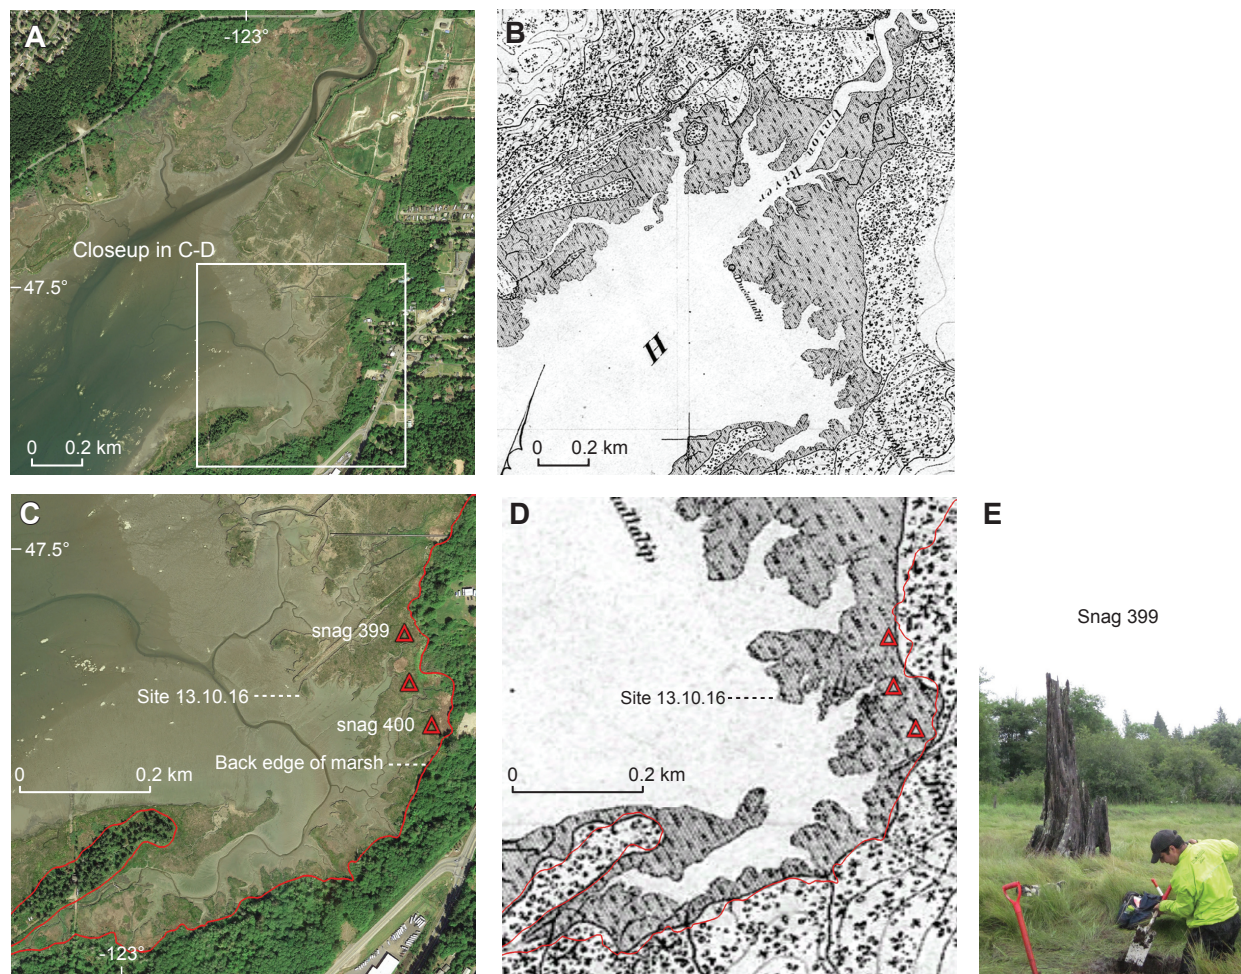 A
-123°
Closeup in C-D
47.5°
0 0.2 km
B
UNION
River
H
0 0.2 km
C
47.5°
snag 399
Site 13.10.16
snag 400
Back edge of marsh
0 0.2 km
-123°
D
Site 13.10.16
0 0.2 km
E
Snag 399